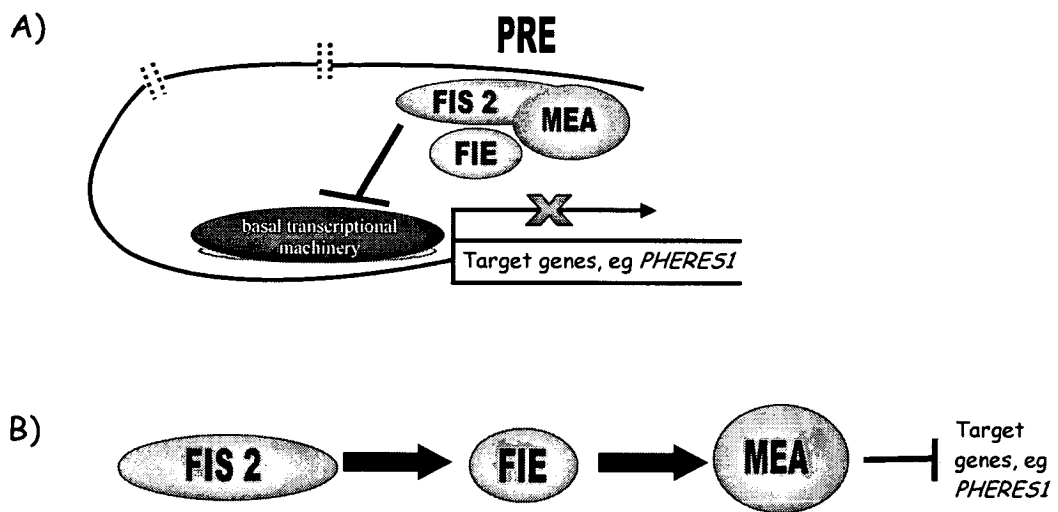 A)
PRE
FIS 2
MEA
FIE
basal transcriptional
machinery
Target genes, eg PHERES1
B)
FIS 2
FIE
MEA
Target
genes, eg
PHERES1